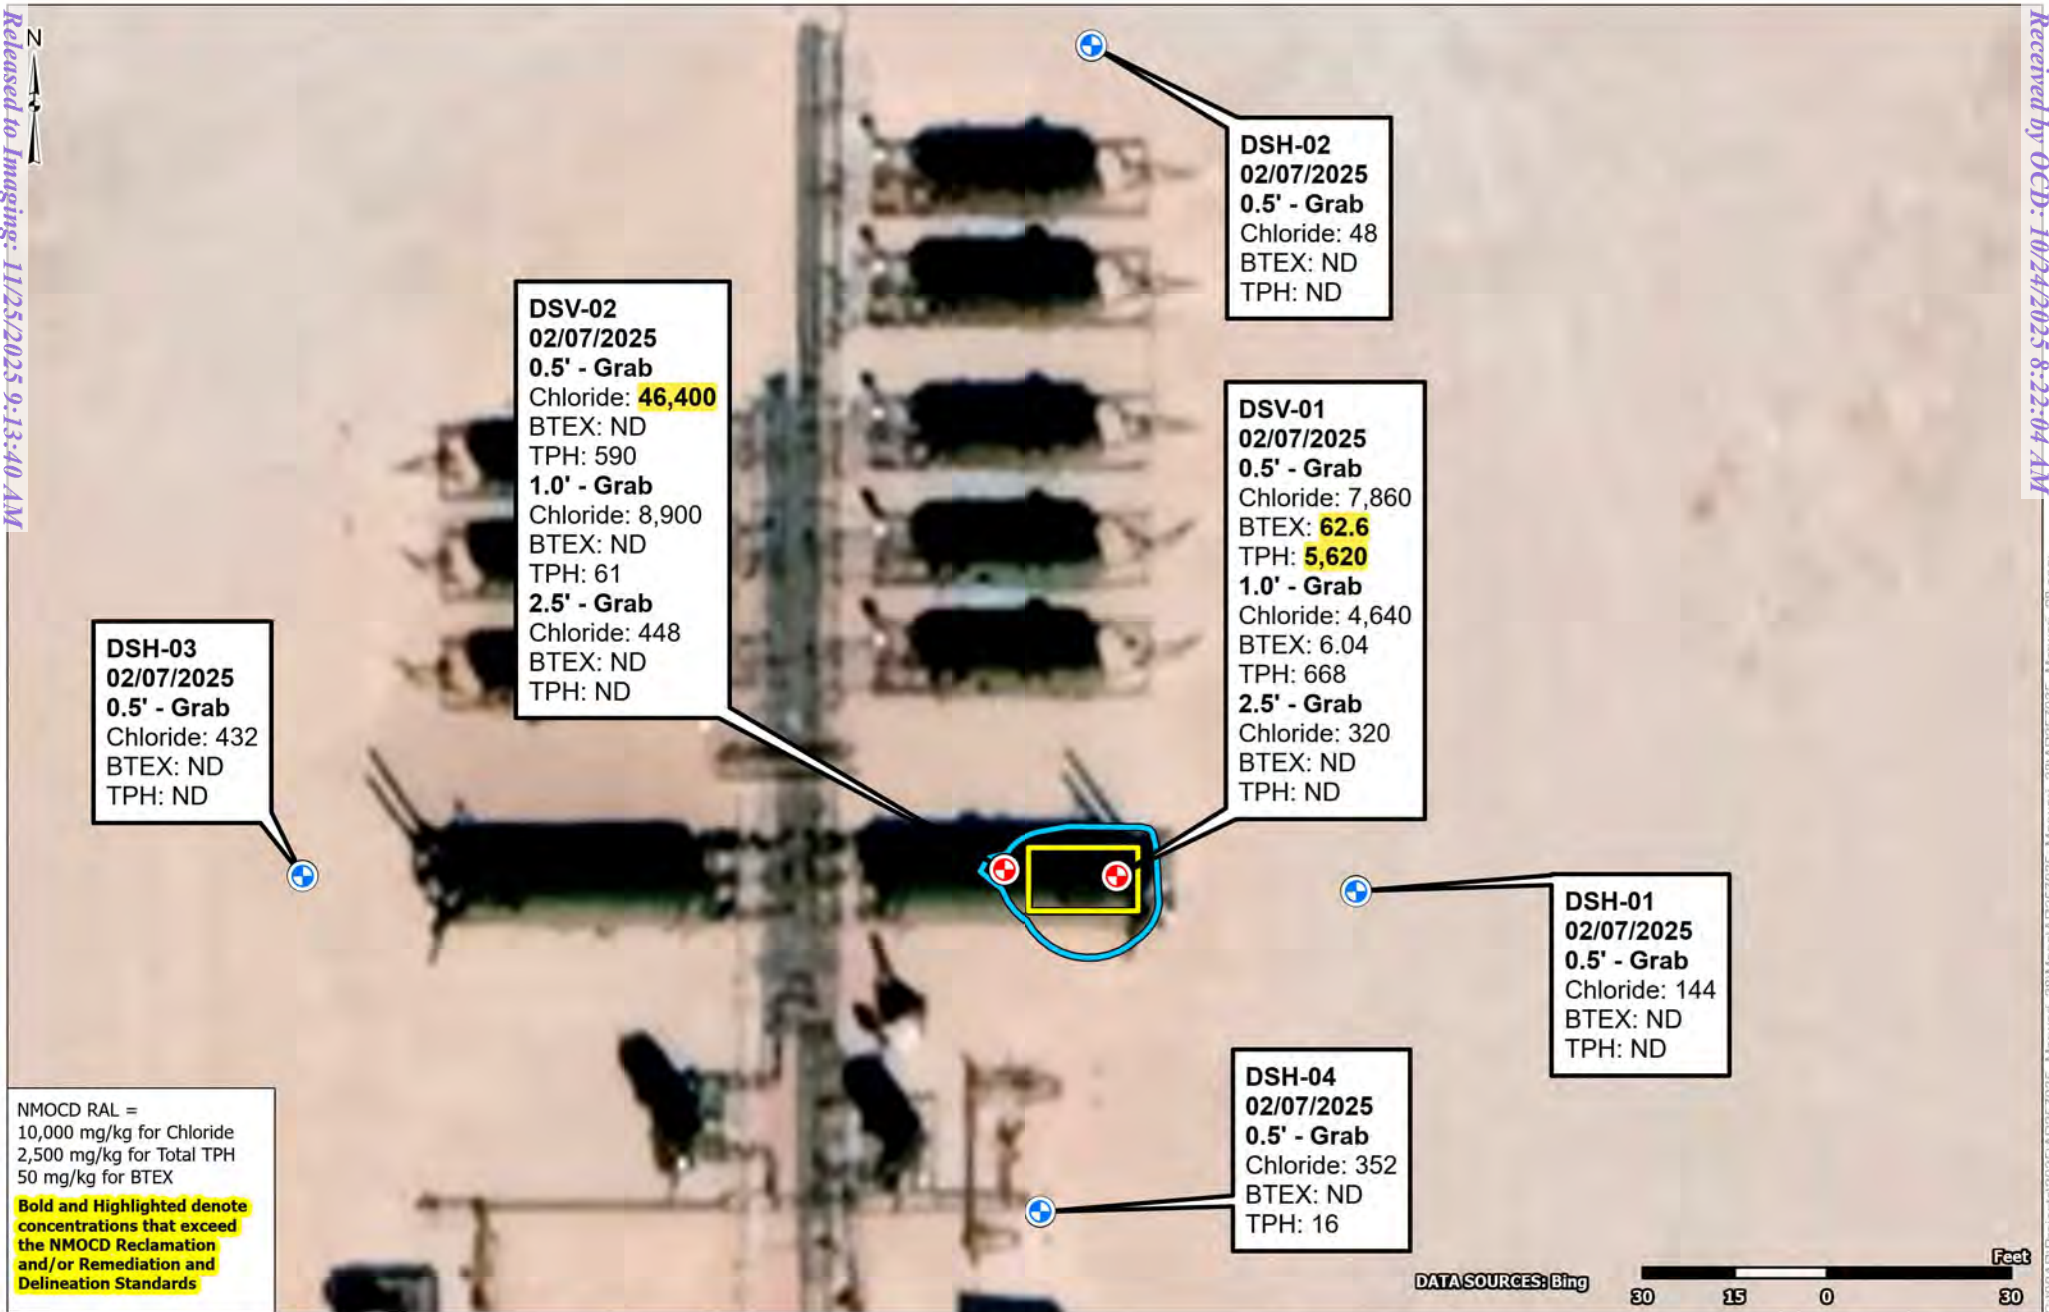 Released to Imaging: 11/25/2025 9:13:40 AM
Received by OCD: 10/24/2025 8:22:04 AM
N
DSH-02
02/07/2025
0.5' - Grab
Chloride: 48
BTEX: ND
TPH: ND
DSV-02
02/07/2025
0.5' - Grab
Chloride: 46,400
BTEX: ND
TPH: 590
1.0' - Grab
Chloride: 8,900
BTEX: ND
TPH: 61
2.5' - Grab
Chloride: 448
BTEX: ND
TPH: ND
DSV-01
02/07/2025
0.5' - Grab
Chloride: 7,860
BTEX: 62.6
TPH: 5,620
1.0' - Grab
Chloride: 4,640
BTEX: 6.04
TPH: 668
2.5' - Grab
Chloride: 320
BTEX: ND
TPH: ND
DSH-03
02/07/2025
0.5' - Grab
Chloride: 432
BTEX: ND
TPH: ND
DSH-01
02/07/2025
0.5' - Grab
Chloride: 144
BTEX: ND
TPH: ND
DSH-04
02/07/2025
0.5' - Grab
Chloride: 352
BTEX: ND
TPH: 16
NMOCD RAL =
10,000 mg/kg for Chloride
2,500 mg/kg for Total TPH
50 mg/kg for BTEX
Bold and Highlighted denote
concentrations that exceed
the NMOCD Reclamation
and/or Remediation and
Delineation Standards
DATA SOURCES: Bing
Feet
30 15 0 30